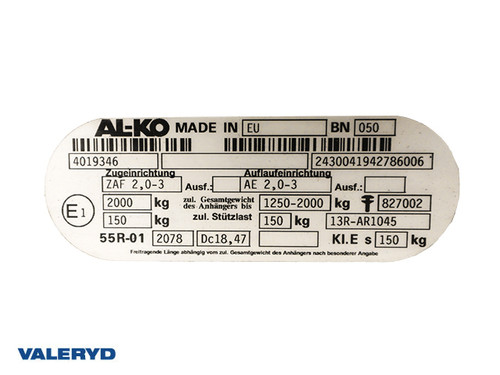 AL-KO MADE IN EU BN 050
4019346 2430041942786006
Zugeinrichtung Auflaufeinrichtung
ZAF 2,0-3 Ausf.: AE 2,0-3 Ausf.:
2000 kg zul. Gesamtgewicht des Anhängers bis 1250-2000 kg 827002
E1 150 kg zul. Stützlast 150 kg 13R-AR1045
55R-01 2078 Dc18,47 Kl.E s 150 kg
Freitragende Länge abhängig vom zul. Gesamtgewicht des Anhängers nach besonderer Angabe
VALERYD